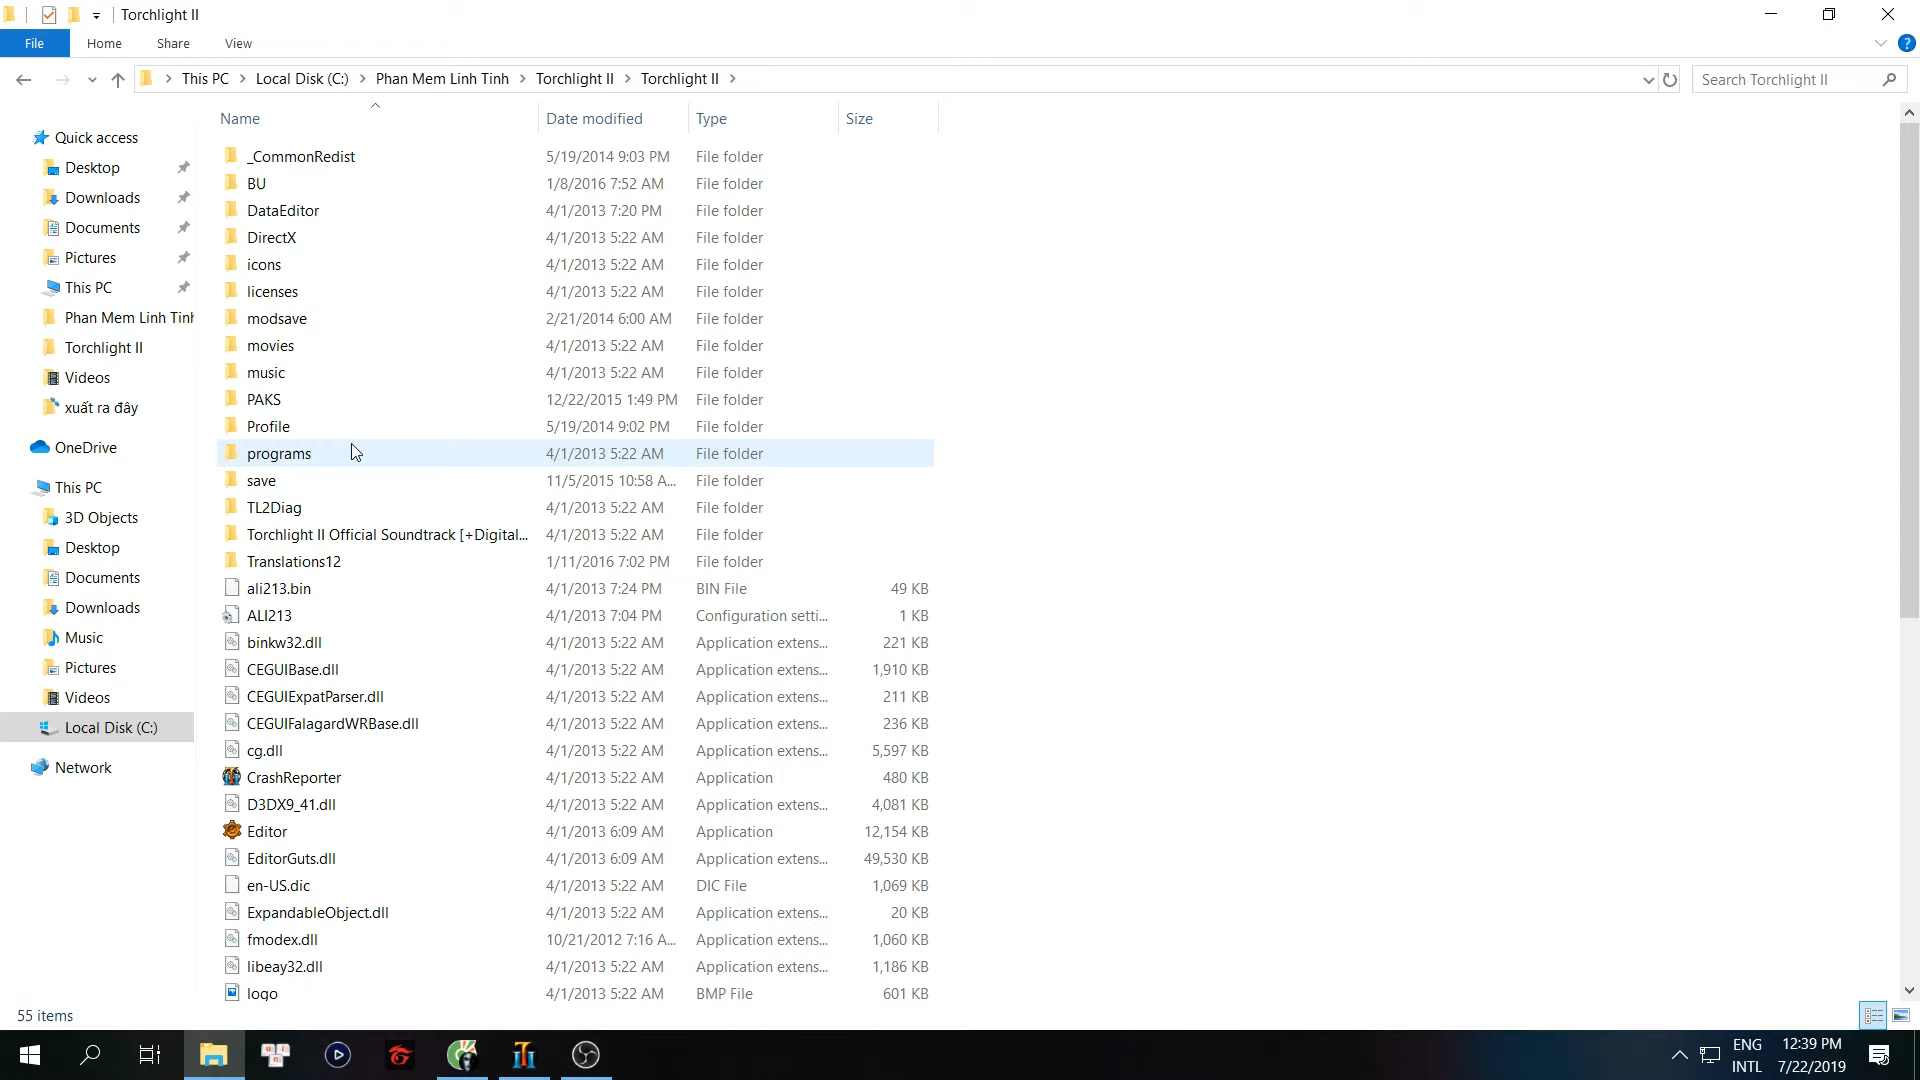 Torchlight II
File Home Share View
This PC Local Disk (C:) Phan Mem Linh Tinh Torchlight II Torchlight II
Search Torchlight II
Quick access
Desktop
Downloads
Documents
Pictures
This PC
Phan Mem Linh Tinh
Torchlight II
Videos
xuất ra đây
OneDrive
This PC
3D Objects
Desktop
Documents
Downloads
Music
Pictures
Videos
Local Disk (C:)
Network
Name Date modified Type Size
_CommonRedist 5/19/2014 9:03 PM File folder
BU 1/8/2016 7:52 AM File folder
DataEditor 4/1/2013 7:20 PM File folder
DirectX 4/1/2013 5:22 AM File folder
icons 4/1/2013 5:22 AM File folder
licenses 4/1/2013 5:22 AM File folder
modsave 2/21/2014 6:00 AM File folder
movies 4/1/2013 5:22 AM File folder
music 4/1/2013 5:22 AM File folder
PAKS 12/22/2015 1:49 PM File folder
Profile 5/19/2014 9:02 PM File folder
programs 4/1/2013 5:22 AM File folder
save 11/5/2015 10:58 A... File folder
TL2Diag 4/1/2013 5:22 AM File folder
Torchlight II Official Soundtrack [+Digital... 4/1/2013 5:22 AM File folder
Translations12 1/11/2016 7:02 PM File folder
ali213.bin 4/1/2013 7:24 PM BIN File 49 KB
ALI213 4/1/2013 7:04 PM Configuration setti... 1 KB
binkw32.dll 4/1/2013 5:22 AM Application extens... 221 KB
CEGUIBase.dll 4/1/2013 5:22 AM Application extens... 1,910 KB
CEGUIExpatParser.dll 4/1/2013 5:22 AM Application extens... 211 KB
CEGUIFalagardWRBase.dll 4/1/2013 5:22 AM Application extens... 236 KB
cg.dll 4/1/2013 5:22 AM Application extens... 5,597 KB
CrashReporter 4/1/2013 5:22 AM Application 480 KB
D3DX9_41.dll 4/1/2013 5:22 AM Application extens... 4,081 KB
Editor 4/1/2013 6:09 AM Application 12,154 KB
EditorGuts.dll 4/1/2013 6:09 AM Application extens... 49,530 KB
en-US.dic 4/1/2013 5:22 AM DIC File 1,069 KB
ExpandableObject.dll 4/1/2013 5:22 AM Application extens... 20 KB
fmodex.dll 10/21/2012 7:16 A... Application extens... 1,060 KB
libeay32.dll 4/1/2013 5:22 AM Application extens... 1,186 KB
logo 4/1/2013 5:22 AM BMP File 601 KB
55 items
ENG
INTL
12:39 PM
7/22/2019